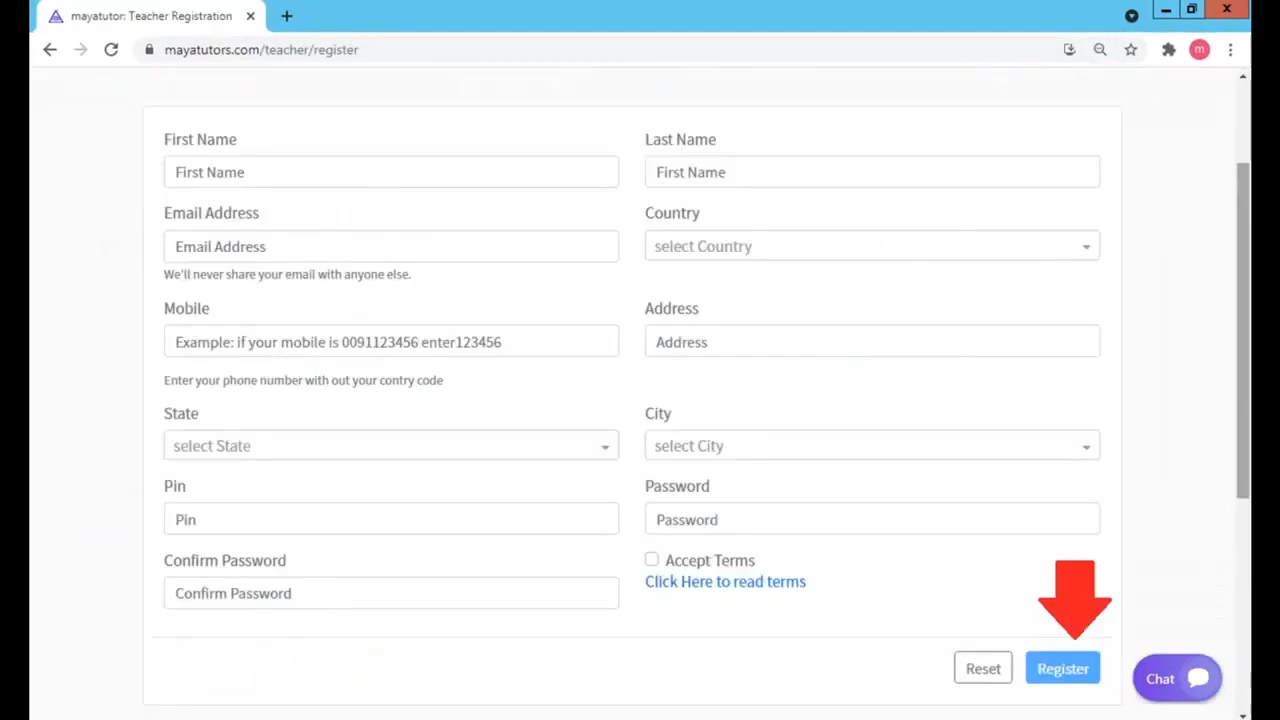 mayatutor: Teacher Registration
mayatutors.com/teacher/register
m
First Name
Last Name
First Name
First Name
Email Address
Country
Email Address
select Country
We'll never share your email with anyone else.
Mobile
Address
Example: if your mobile is 0091123456 enter123456
Address
Enter your phone number with out your contry code
State
City
select State
select City
Pin
Password
Pin
Password
Confirm Password
Accept Terms
Click Here to read terms
Confirm Password
Reset
Register
Chat